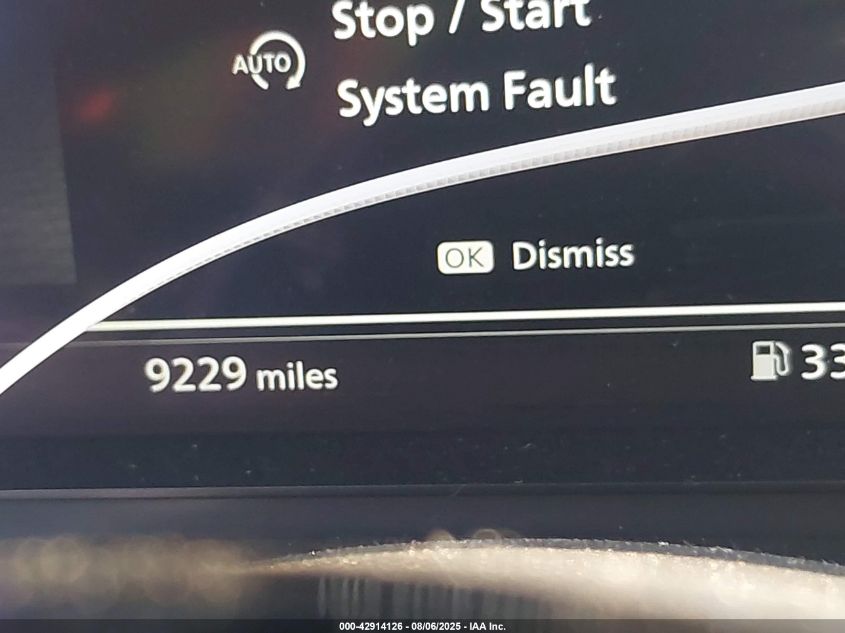 Stop / Start
AUTO
System Fault
OK Dismiss
9229 miles
33
000-42914126 - 08/06/2025 - IAA Inc.